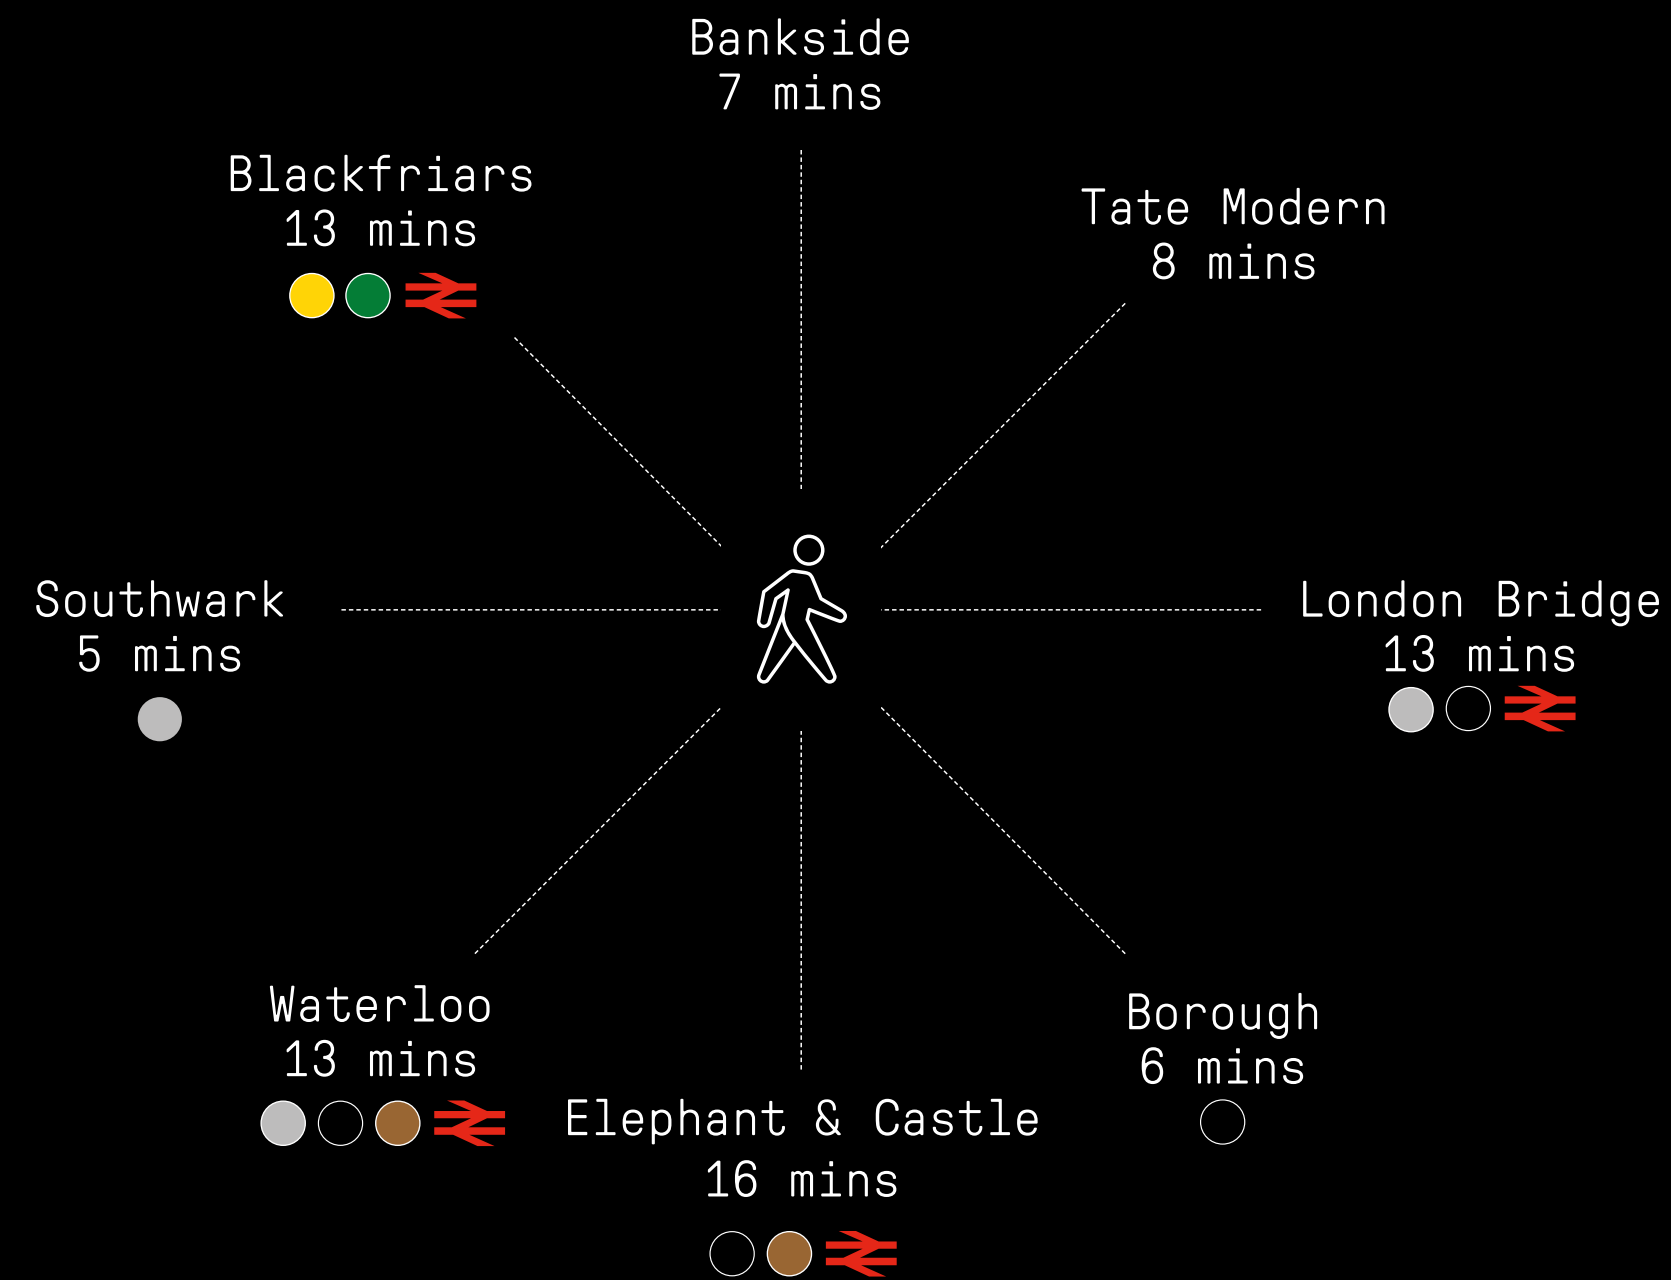 Bankside
7 mins
Blackfriars
13 mins
Tate Modern
8 mins
Southwark
5 mins
London Bridge
13 mins
Waterloo
13 mins
Borough
6 mins
Elephant & Castle
16 mins